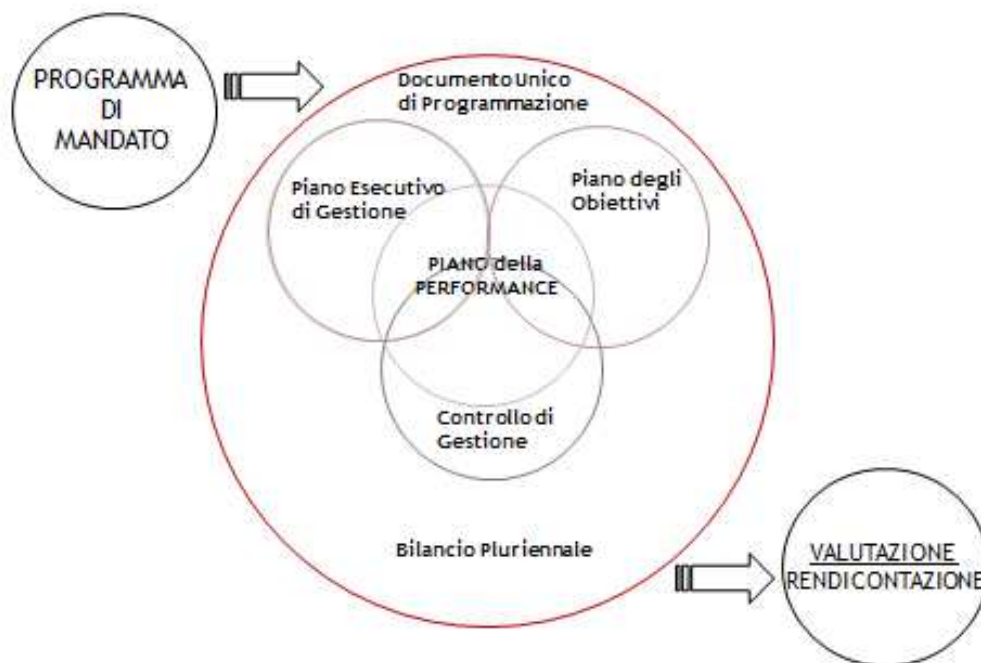 PROGRAMMA
DI
MANDATO
Documento Unico
di Programmazione
Piano Esecutivo
di Gestione
Piano degli
Obiettivi
PIANO della
PERFORMANCE
Controllo di
Gestione
Bilancio Pluriennale
VALUTAZIONE
RENDICONTAZIONE